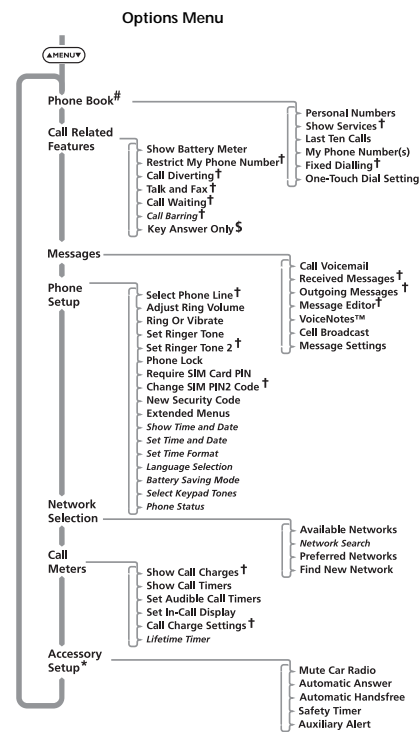 Options Menu
▲MENU▼
Phone Book#
Personal Numbers
Show Services†
Last Ten Calls
My Phone Number(s)
Fixed Dialling†
One-Touch Dial Setting
Call Related
Features
Show Battery Meter
Restrict My Phone Number†
Call Diverting†
Talk and Fax†
Call Waiting†
Call Barring†
Key Answer Only$
Messages
Call Voicemail
Received Messages†
Outgoing Messages†
Message Editor†
VoiceNotes™
Cell Broadcast
Message Settings
Phone
Setup
Select Phone Line†
Adjust Ring Volume
Ring Or Vibrate
Set Ringer Tone
Set Ringer Tone 2†
Phone Lock
Require SIM Card PIN
Change SIM PIN2 Code†
New Security Code
Extended Menus
Show Time and Date
Set Time and Date
Set Time Format
Language Selection
Battery Saving Mode
Select Keypad Tones
Phone Status
Network
Selection
Available Networks
Network Search
Preferred Networks
Find New Network
Call
Meters
Show Call Charges†
Show Call Timers
Set Audible Call Timers
Set In-Call Display
Call Charge Settings†
Lifetime Timer
Accessory
Setup*
Mute Car Radio
Automatic Answer
Automatic Handsfree
Safety Timer
Auxiliary Alert